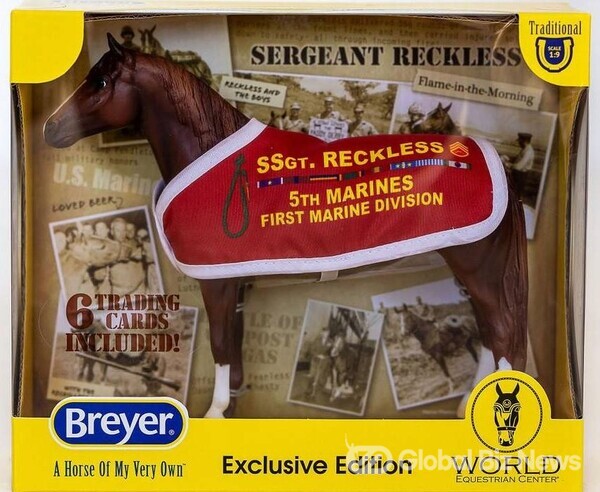 Traditional
SCALE
1:9
SERGEANT RECKLESS
Flame-in-the-Morning
RECKLESS AND
THE BOYS
U.S. Marin
LOVED BEER?
SSGT. RECKLESS
5TH MARINES
FIRST MARINE DIVISION
6 TRADING
CARDS
INCLUDED!
Breyer
A Horse Of My Very Own
Exclusive Edition
WORLD
EQUESTRIAN CENTER
Global
News